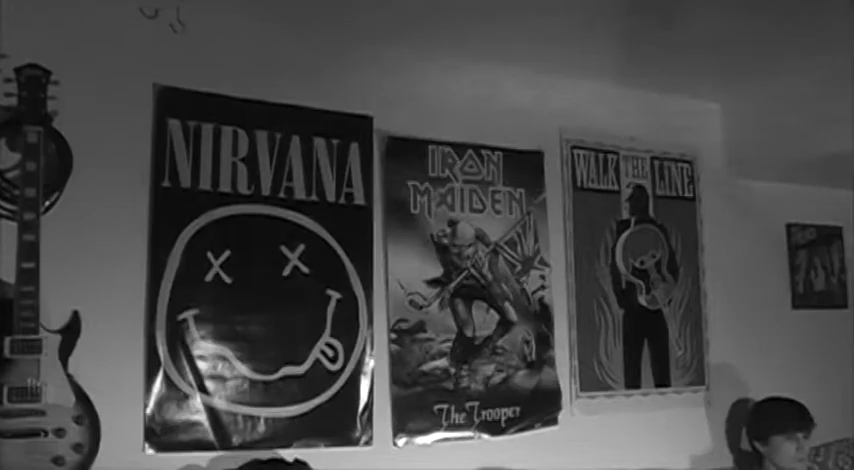 NIRVANA
IRON
MAIDEN
The Trooper
WALK THE LINE